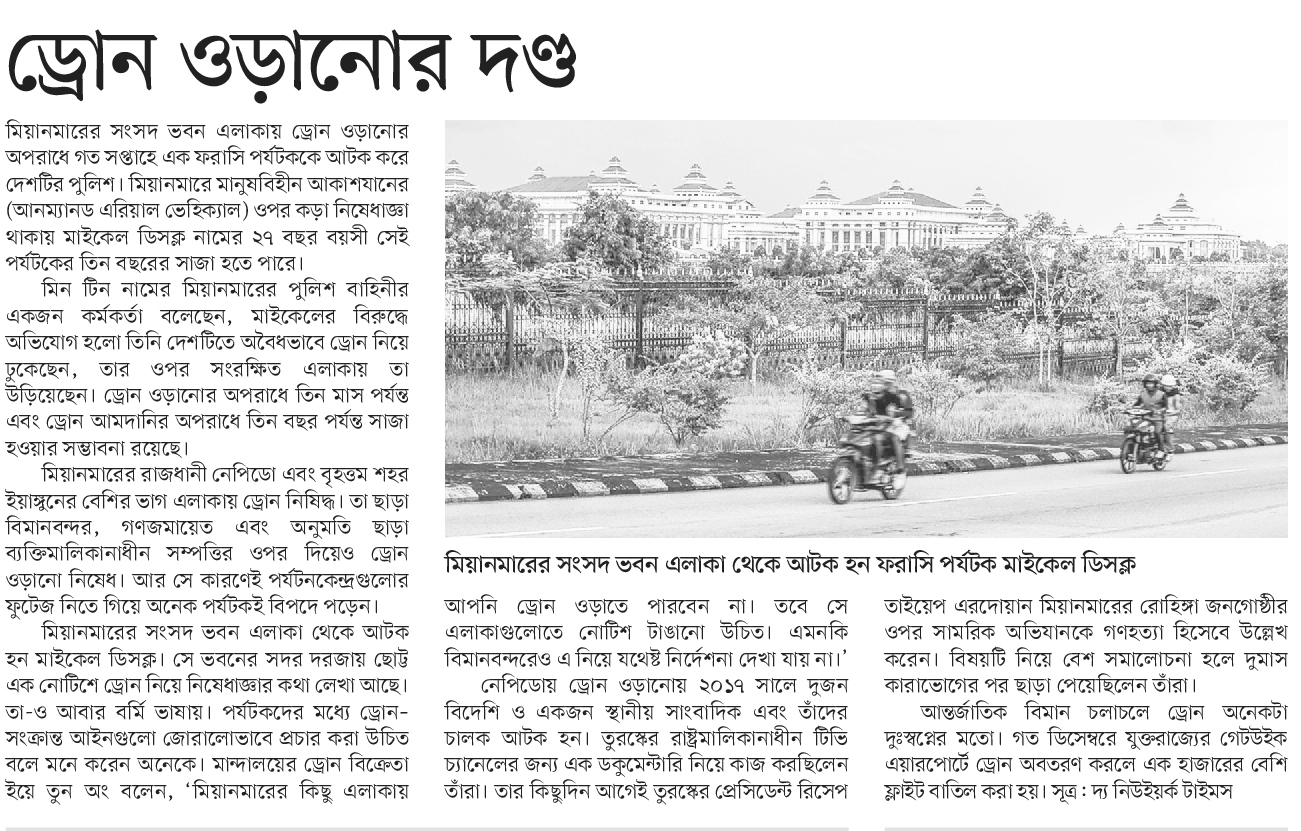 ড্রোন ওড়ানোর দণ্ড
মিয়ানমারের সংসদ ভবন এলাকায় ড্রোন ওড়ানোর
অপরাধে গত সপ্তাহে এক ফরাসি পর্যটককে আটক করে
দেশটির পুলিশ। মিয়ানমারে মানুষবিহীন আকাশযানের
(আনম্যানড এরিয়াল ভেহিক্যাল) ওপর কড়া নিষেধাজ্ঞা
থাকায় মাইকেল ডিসক্ল নামের ২৭ বছর বয়সী সেই
পর্যটকের তিন বছরের সাজা হতে পারে।
মিন টিন নামের মিয়ানমারের পুলিশ বাহিনীর
একজন কর্মকর্তা বলেছেন, মাইকেলের বিরুদ্ধে
অভিযোগ হলো তিনি দেশটিতে অবৈধভাবে ড্রোন নিয়ে
ঢুকেছেন, তার ওপর সংরক্ষিত এলাকায় তা
উড়িয়েছেন। ড্রোন ওড়ানোর অপরাধে তিন মাস পর্যন্ত
এবং ড্রোন আমদানির অপরাধে তিন বছর পর্যন্ত সাজা
হওয়ার সম্ভাবনা রয়েছে।
মিয়ানমারের রাজধানী নেপিডো এবং বৃহত্তম শহর
ইয়াঙ্গুনের বেশির ভাগ এলাকায় ড্রোন নিষিদ্ধ। তা ছাড়া
বিমানবন্দর, গণজমায়েত এবং অনুমতি ছাড়া
ব্যক্তিমালিকানাধীন সম্পত্তির ওপর দিয়েও ড্রোন
ওড়ানো নিষেধ। আর সে কারণেই পর্যটনকেন্দ্রগুলোর
ফুটেজ নিতে গিয়ে অনেক পর্যটকই বিপদে পড়েন।
মিয়ানমারের সংসদ ভবন এলাকা থেকে আটক
হন মাইকেল ডিসক্ল। সে ভবনের সদর দরজায় ছোট্ট
এক নোটিশে ড্রোন নিয়ে নিষেধাজ্ঞার কথা লেখা আছে।
তা-ও আবার বর্মি ভাষায়। পর্যটকদের মধ্যে ড্রোন-
সংক্রান্ত আইনগুলো জোরালোভাবে প্রচার করা উচিত
বলে মনে করেন অনেকে। মান্দালয়ের ড্রোন বিক্রেতা
ইয়ে তুন অং বলেন, ‘মিয়ানমারের কিছু এলাকায়
মিয়ানমারের সংসদ ভবন এলাকা থেকে আটক হন ফরাসি পর্যটক মাইকেল ডিসক্ল
আপনি ড্রোন ওড়াতে পারবেন না। তবে সে
এলাকাগুলোতে নোটিশ টাঙানো উচিত। এমনকি
বিমানবন্দরেও এ নিয়ে যথেষ্ট নির্দেশনা দেখা যায় না।’
নেপিডোয় ড্রোন ওড়ানোয় ২০১৭ সালে দুজন
বিদেশি ও একজন স্থানীয় সাংবাদিক এবং তাঁদের
চালক আটক হন। তুরস্কের রাষ্ট্রমালিকানাধীন টিভি
চ্যানেলের জন্য এক ডকুমেন্টারি নিয়ে কাজ করছিলেন
তাঁরা। তার কিছুদিন আগেই তুরস্কের প্রেসিডেন্ট রিসেপ
তাইয়েপ এরদোয়ান মিয়ানমারের রোহিঙ্গা জনগোষ্ঠীর
ওপর সামরিক অভিযানকে গণহত্যা হিসেবে উল্লেখ
করেন। বিষয়টি নিয়ে বেশ সমালোচনা হলে দুমাস
কারাভোগের পর ছাড়া পেয়েছিলেন তাঁরা।
আন্তর্জাতিক বিমান চলাচলে ড্রোন অনেকটা
দুঃস্বপ্নের মতো। গত ডিসেম্বরে যুক্তরাজ্যের গেটউইক
এয়ারপোর্টে ড্রোন অবতরণ করলে এক হাজারের বেশি
ফ্লাইট বাতিল করা হয়। সূত্র : দ্য নিউইয়র্ক টাইমস